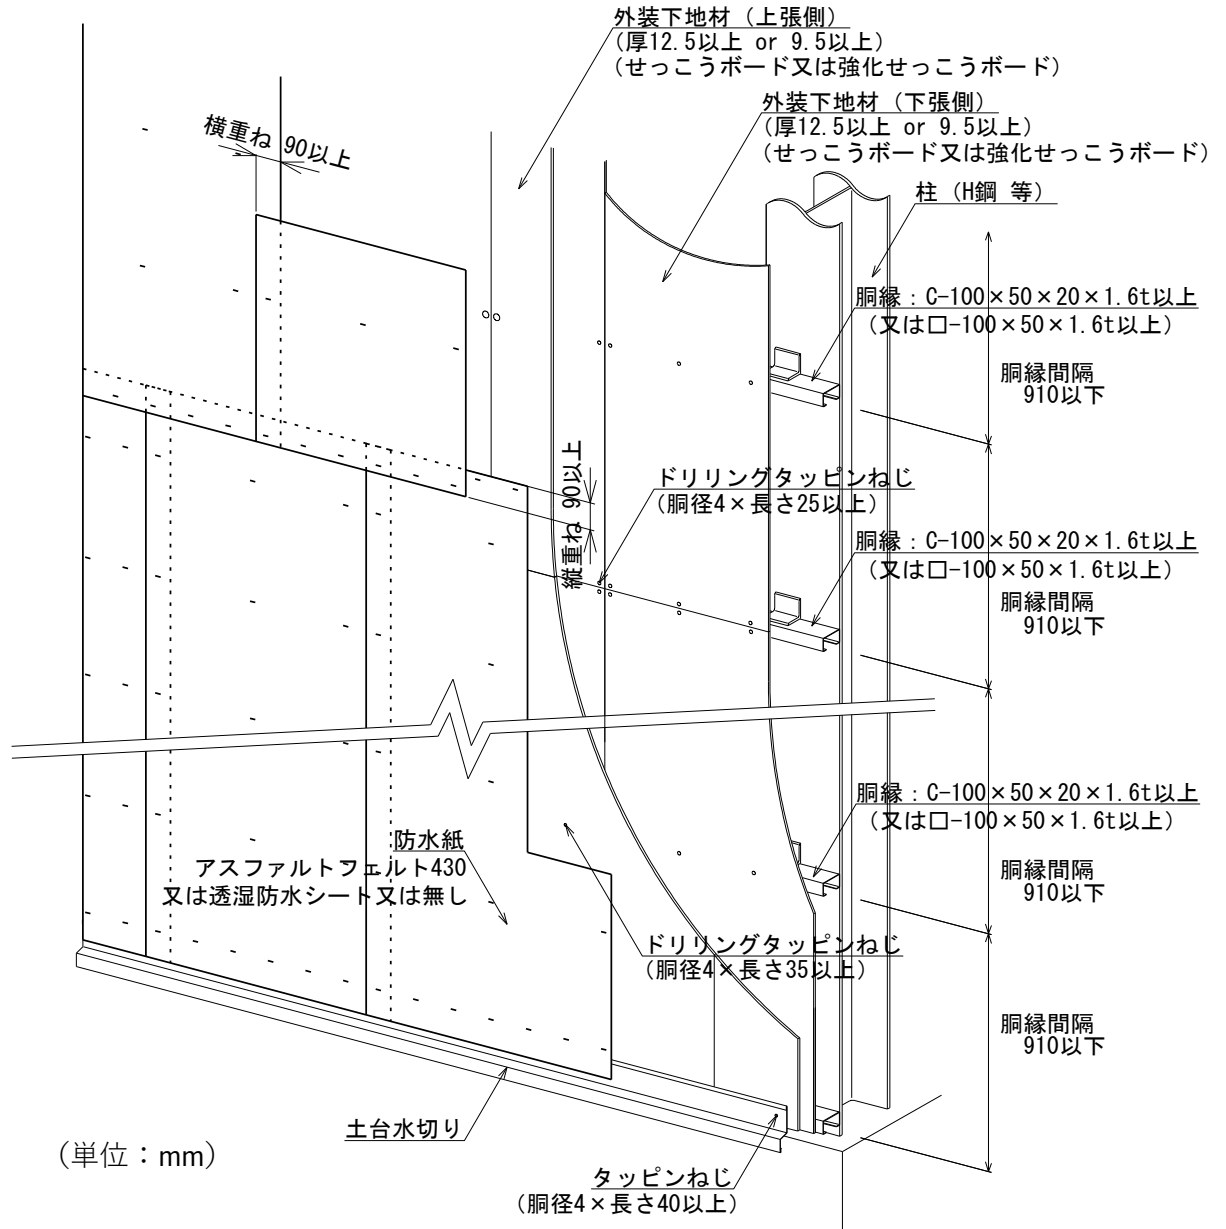 外装下地材（上張側）
（厚12.5以上 or 9.5以上）
（せっこうボード又は強化せっこうボード）
外装下地材（下張側）
（厚12.5以上 or 9.5以上）
（せっこうボード又は強化せっこうボード）
横重ね 90以上
柱（H鋼 等）
胴縁：C-100×50×20×1.6t以上
（又は□-100×50×1.6t以上）
胴縁間隔
910以下
縦重ね 90以上
ドリリングタッピンねじ
（胴径4×長さ25以上）
胴縁：C-100×50×20×1.6t以上
（又は□-100×50×1.6t以上）
胴縁間隔
910以下
胴縁：C-100×50×20×1.6t以上
（又は□-100×50×1.6t以上）
胴縁間隔
910以下
防水紙
アスファルトフェルト430
又は透湿防水シート又は無し
ドリリングタッピンねじ
（胴径4×長さ35以上）
胴縁間隔
910以下
土台水切り
（単位：mm）
タッピンねじ
（胴径4×長さ40以上）